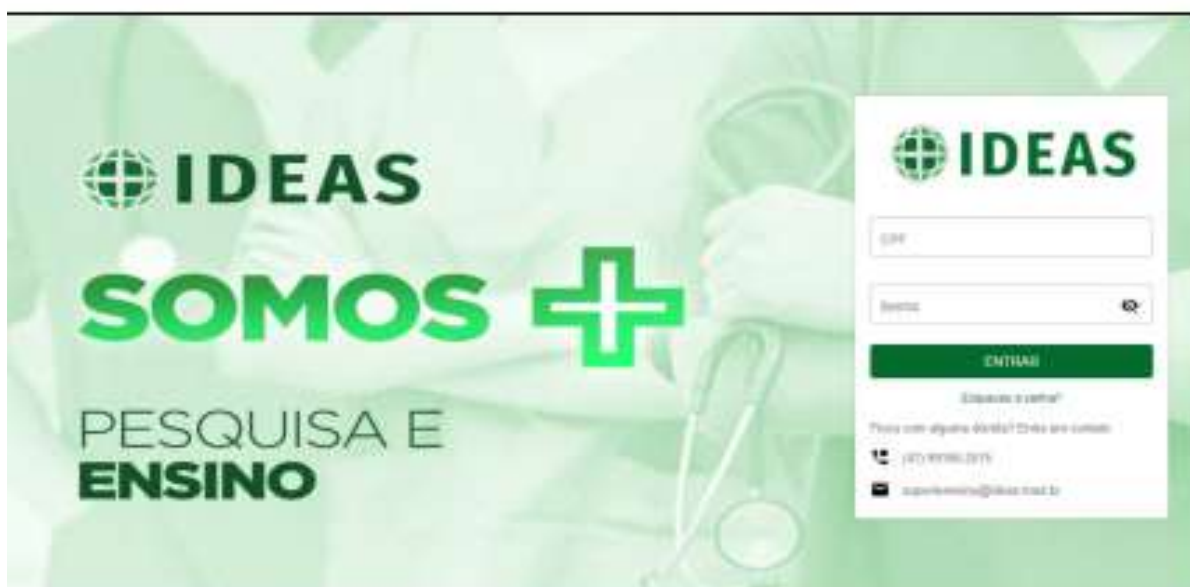 IDEAS
SOMOS
PESQUISA E
ENSINO
IDEAS
CPF
Senha
ENTRAR
Esqueceu a senha?
Ficou com alguma dúvida? Entre em contato